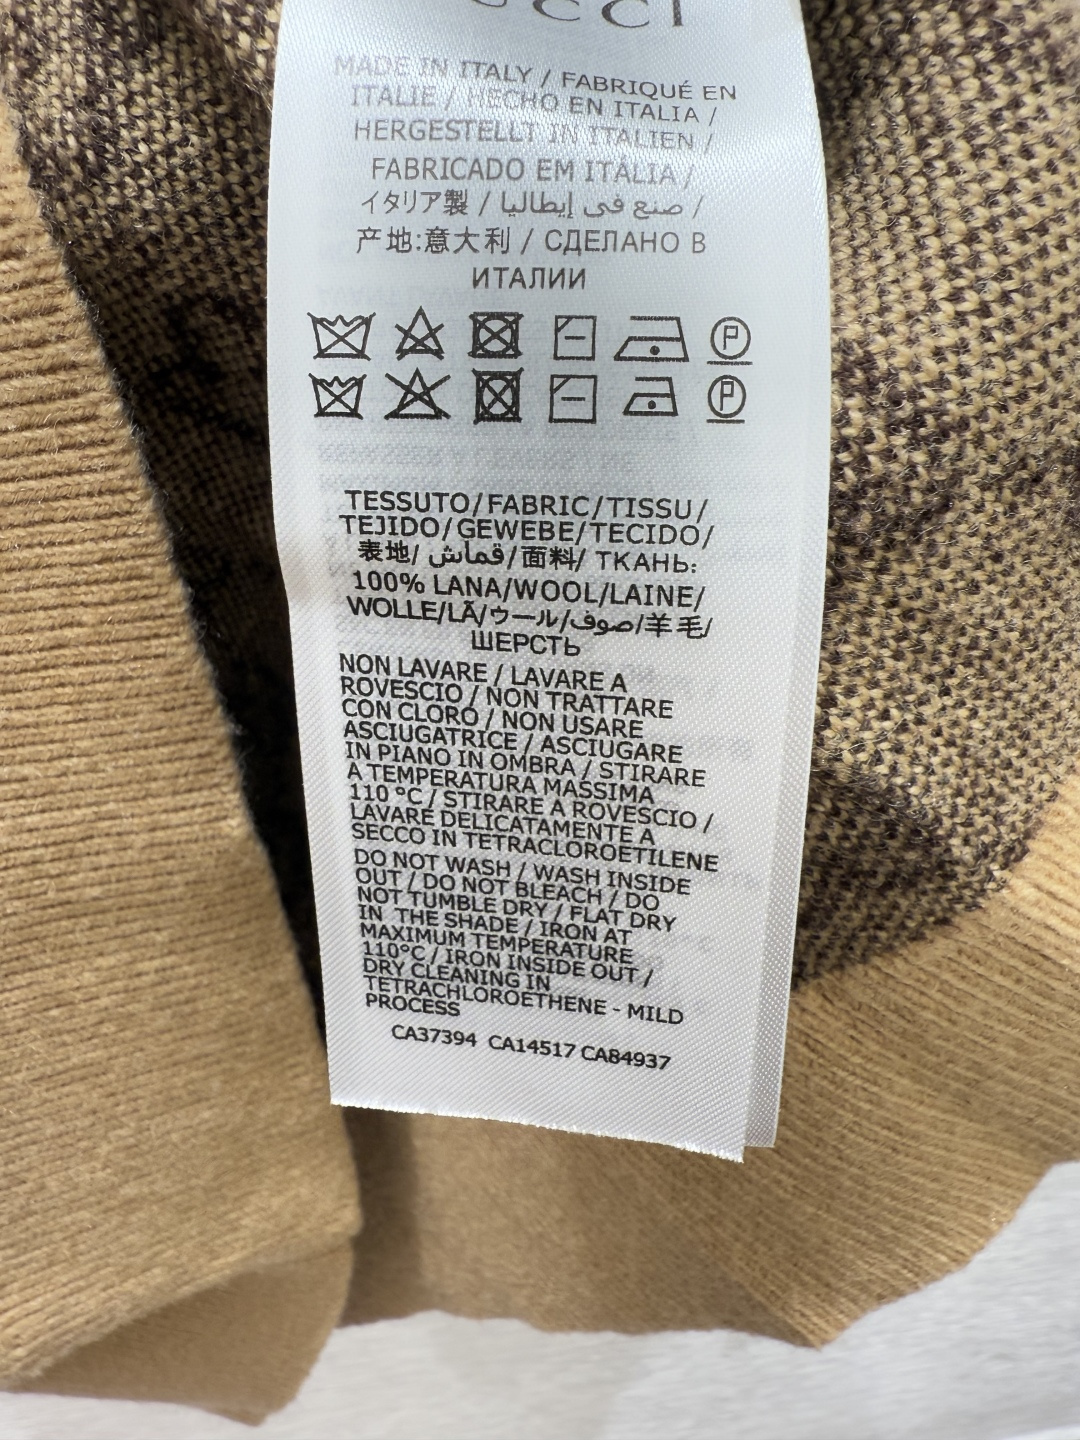 GUCCI
MADE IN ITALY / FABRIQUÉ EN
ITALIE / HECHO EN ITALIA /
HERGESTELLT IN ITALIEN /
FABRICADO EM ITÁLIA /
イタリア製 / صنع في إيطاليا /
产地:意大利 / СДЕЛАНО В
ИТАЛИИ
P
P
TESSUTO/FABRIC/TISSU/
TEJIDO/GEWEBE/TECIDO/
表地/ قماش/面料/ ТКАНЬ:
100% LANA/WOOL/LAINE/
WOLLE/LÃ/ウール/صوف/羊毛/
ШЕРСТЬ
NON LAVARE / LAVARE A
ROVESCIO / NON TRATTARE
CON CLORO / NON USARE
ASCIUGATRICE / ASCIUGARE
IN PIANO IN OMBRA / STIRARE
A TEMPERATURA MASSIMA
110 °C / STIRARE A ROVESCIO /
LAVARE DELICATAMENTE A
SECCO IN TETRACLOROETILENE
DO NOT WASH / WASH INSIDE
OUT / DO NOT BLEACH / DO
NOT TUMBLE DRY / FLAT DRY
IN THE SHADE / IRON AT
MAXIMUM TEMPERATURE
110°C / IRON INSIDE OUT /
DRY CLEANING IN
TETRACHLOROETHENE - MILD
PROCESS
CA37394 CA14517 CA84937